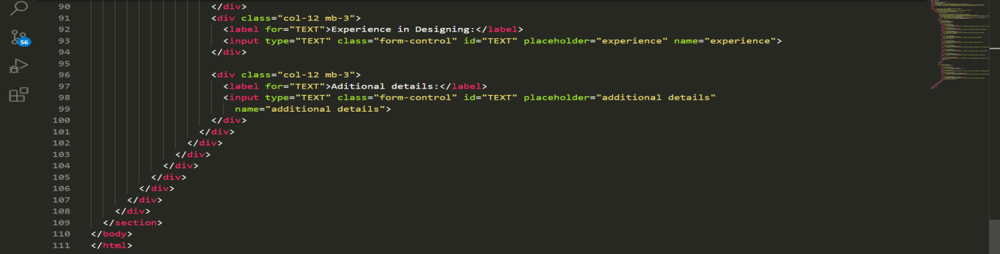 90 </div>
91 <div class="col-12 mb-3">
92 <label for="TEXT">Experience in Designing:</label>
93 <input type="TEXT" class="form-control" id="TEXT" placeholder="experience" name="experience">
94 </div>
95
96 <div class="col-12 mb-3">
97 <label for="TEXT">Aditional details:</label>
98 <input type="TEXT" class="form-control" id="TEXT" placeholder="additional details"
99 name="additional details">
100 </div>
101 </div>
102 </div>
103 </div>
104 </div>
105 </div>
106 </div>
107 </div>
108 </div>
109 </section>
110 </body>
111 </html>
56